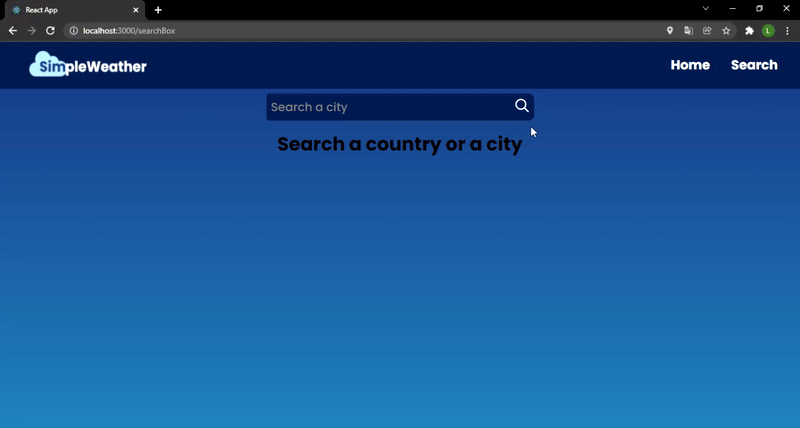 React App
localhost:3000/searchBox
L
SimpleWeather
Home
Search
Search a city
Search a country or a city